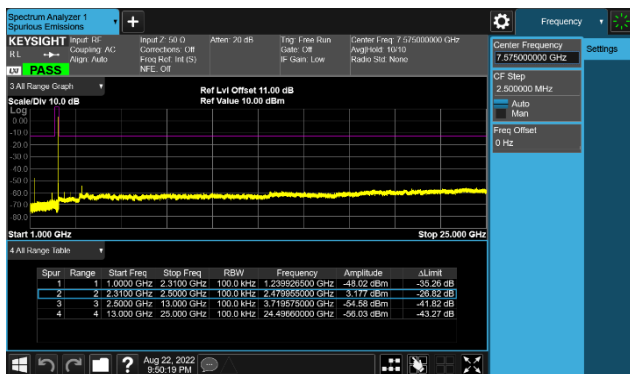 Spectrum Analyzer 1
Spurious Emissions
Frequency
KEYSIGHT Input: RF
R L
Coupling: AC
Align: Auto
Input Z: 50 Ω
Corrections: Off
Freq Ref: Int (S)
NFE: Off
Atten: 20 dB
Trig: Free Run
Gate: Off
IF Gain: Low
Center Freq: 7.575000000 GHz
Avg|Hold: 10/10
Radio Std: None
LXI PASS
Center Frequency
7.575000000 GHz
Settings
CF Step
2.500000 MHz
Auto
Man
Freq Offset
0 Hz
3 All Range Graph
Ref Lvl Offset 11.00 dB
Scale/Div 10.0 dB
Ref Value 10.00 dBm
Log
0.00
-10.0
-20.0
-30.0
-40.0
-50.0
-60.0
-70.0
-80.0
Start 1.000 GHz
Stop 25.000 GHz
4 All Range Table
Spur Range Start Freq Stop Freq RBW Frequency Amplitude ΔLimit
1 1 1.0000 GHz 2.3100 GHz 100.0 kHz 1.239926500 GHz -48.02 dBm -35.26 dB
2 2 2.3100 GHz 2.5000 GHz 100.0 kHz 2.479955000 GHz 3.177 dBm -26.82 dB
3 3 2.5000 GHz 13.000 GHz 100.0 kHz 3.719575000 GHz -54.58 dBm -41.82 dB
4 4 13.000 GHz 25.000 GHz 100.0 kHz 24.49660000 GHz -56.03 dBm -43.27 dB
Aug 22, 2022
9:50:19 PM